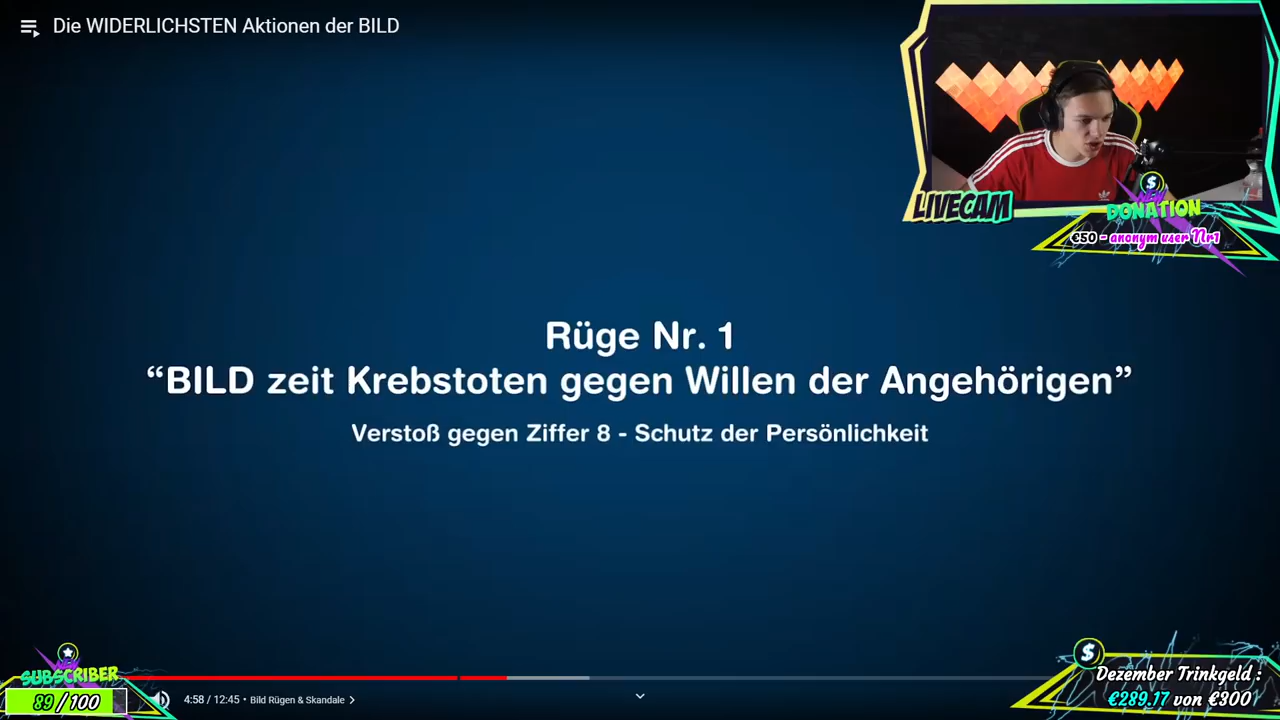 Die WIDERLICHSTEN Aktionen der BILD
LIVECAM
NEW
DONATION
€50 - anonym user Nr1
Rüge Nr. 1
“BILD zeit Krebstoten gegen Willen der Angehörigen”
Verstoß gegen Ziffer 8 - Schutz der Persönlichkeit
NEW
SUBSCRIBER
89 / 100
4:58 / 12:45 • Bild Rügen & Skandale
Dezember Trinkgeld :
€289.17 von €300